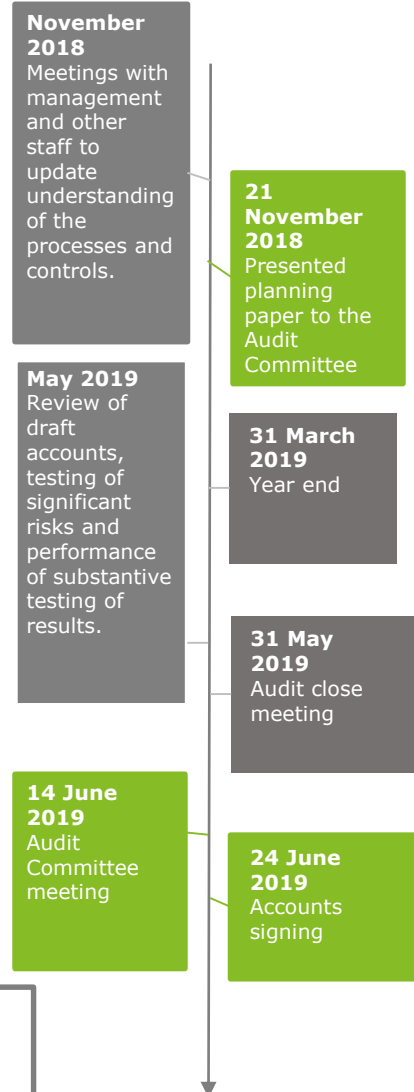 November
2018
Meetings with
management
and other
staff to
update
understanding
of the
processes and
controls.
21
November
2018
Presented
planning
paper to the
Audit
Committee
May 2019
Review of
draft
accounts,
testing of
significant
risks and
performance
of substantive
testing of
results.
31 March
2019
Year end
31 May
2019
Audit close
meeting
14 June
2019
Audit
Committee
meeting
24 June
2019
Accounts
signing